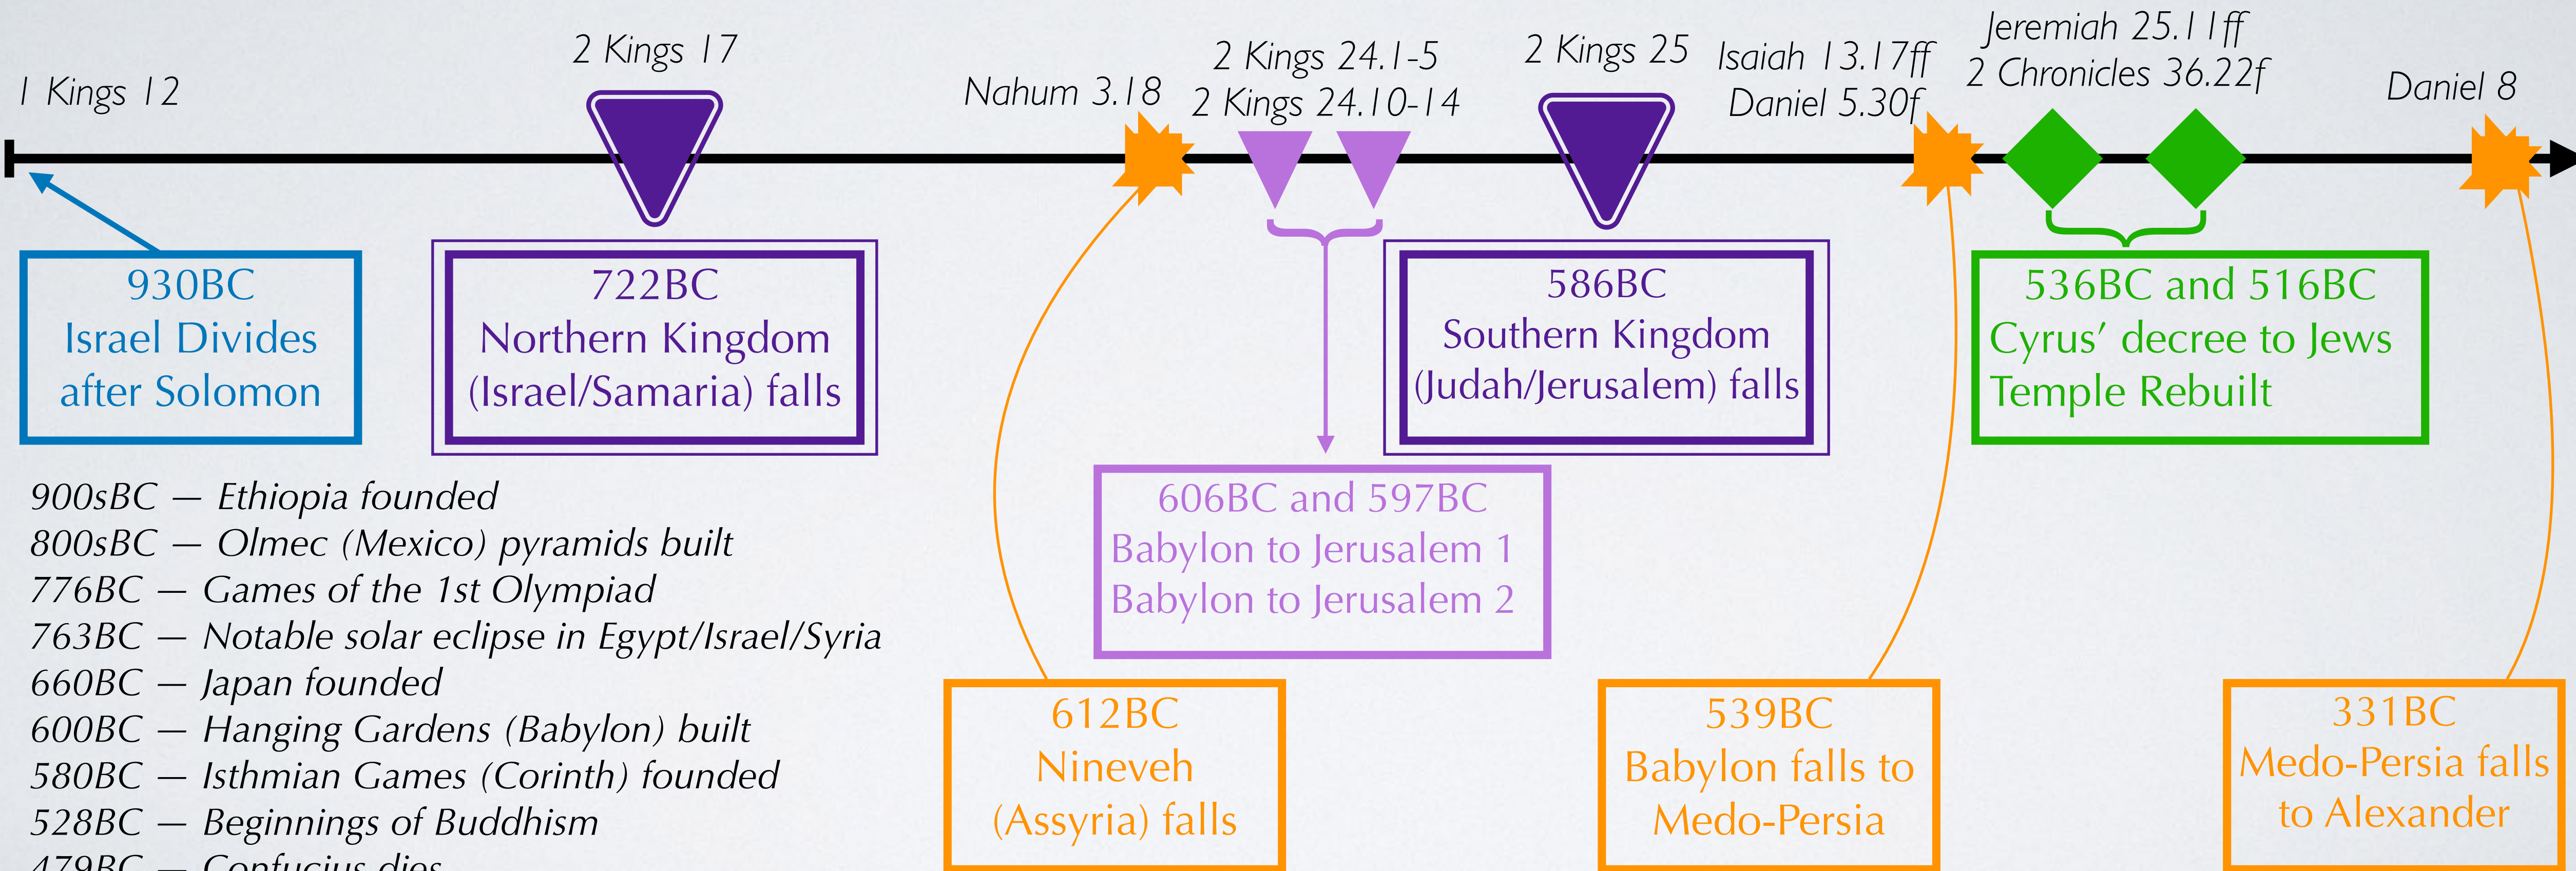 1 Kings 12
2 Kings 17
Nahum 3.18
2 Kings 24.1-5
2 Kings 24.10-14
2 Kings 25
Isaiah 13.17ff
Daniel 5.30f
Jeremiah 25.11ff
2 Chronicles 36.22f
Daniel 8
930BC
Israel Divides
after Solomon
722BC
Northern Kingdom
(Israel/Samaria) falls
586BC
Southern Kingdom
(Judah/Jerusalem) falls
536BC and 516BC
Cyrus’ decree to Jews
Temple Rebuilt
606BC and 597BC
Babylon to Jerusalem 1
Babylon to Jerusalem 2
612BC
Nineveh
(Assyria) falls
539BC
Babylon falls to
Medo-Persia
331BC
Medo-Persia falls
to Alexander
900sBC — Ethiopia founded
800sBC — Olmec (Mexico) pyramids built
776BC — Games of the 1st Olympiad
763BC — Notable solar eclipse in Egypt/Israel/Syria
660BC — Japan founded
600BC — Hanging Gardens (Babylon) built
580BC — Isthmian Games (Corinth) founded
528BC — Beginnings of Buddhism
479BC — Confucius dies